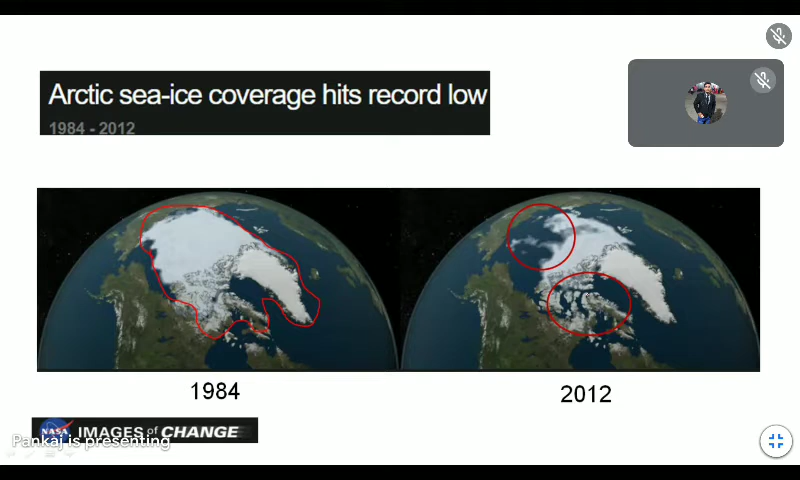 Arctic sea-ice coverage hits record low
1984 - 2012
1984
2012
NASA IMAGES of CHANGE
Pankaj is presenting